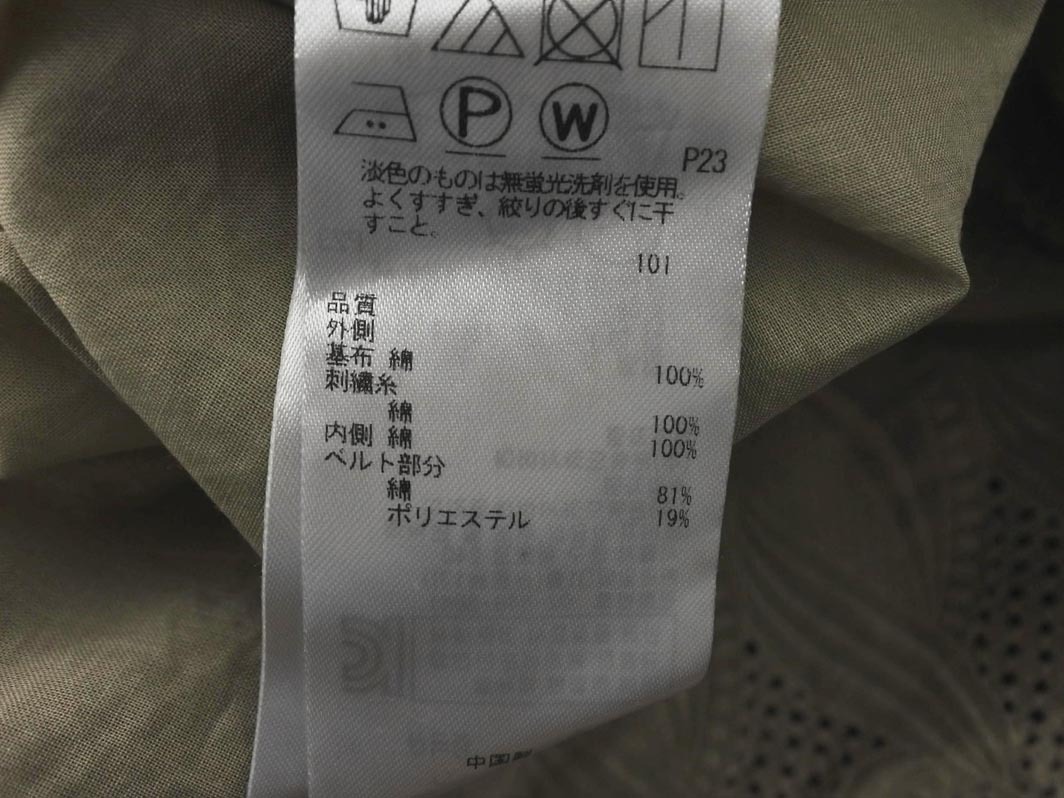 P
W
P23
淡色のものは無蛍光洗剤を使用。
よくすすぎ、絞りの後すぐに干
すこと。
101
品質
外側
基布 綿 100%
刺繍糸
綿 100%
内側 綿 100%
ベルト部分
綿 81%
ポリエステル 19%
中国製